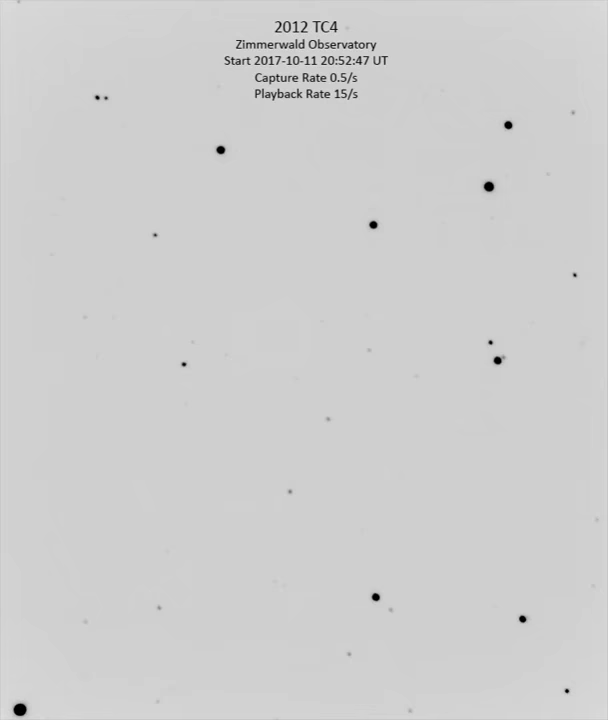 2012 TC4
Zimmerwald Observatory
Start 2017-10-11 20:52:47 UT
Capture Rate 0.5/s
Playback Rate 15/s